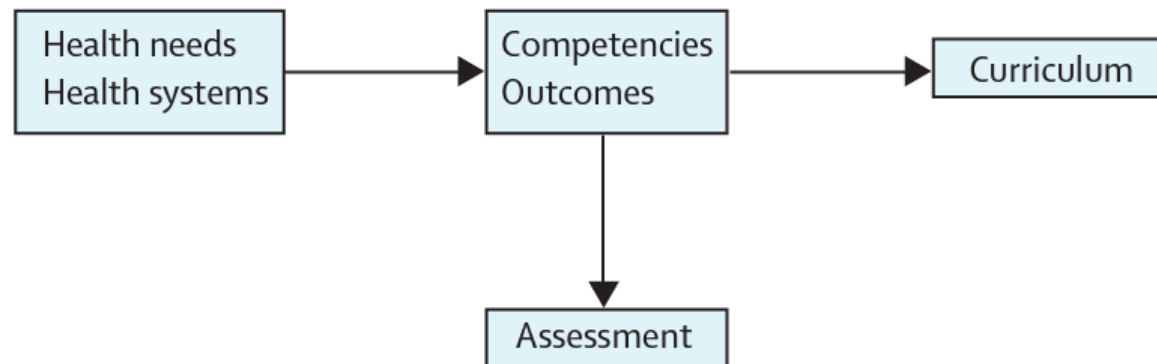 Health needs
Health systems
Competencies
Outcomes
Curriculum
Assessment